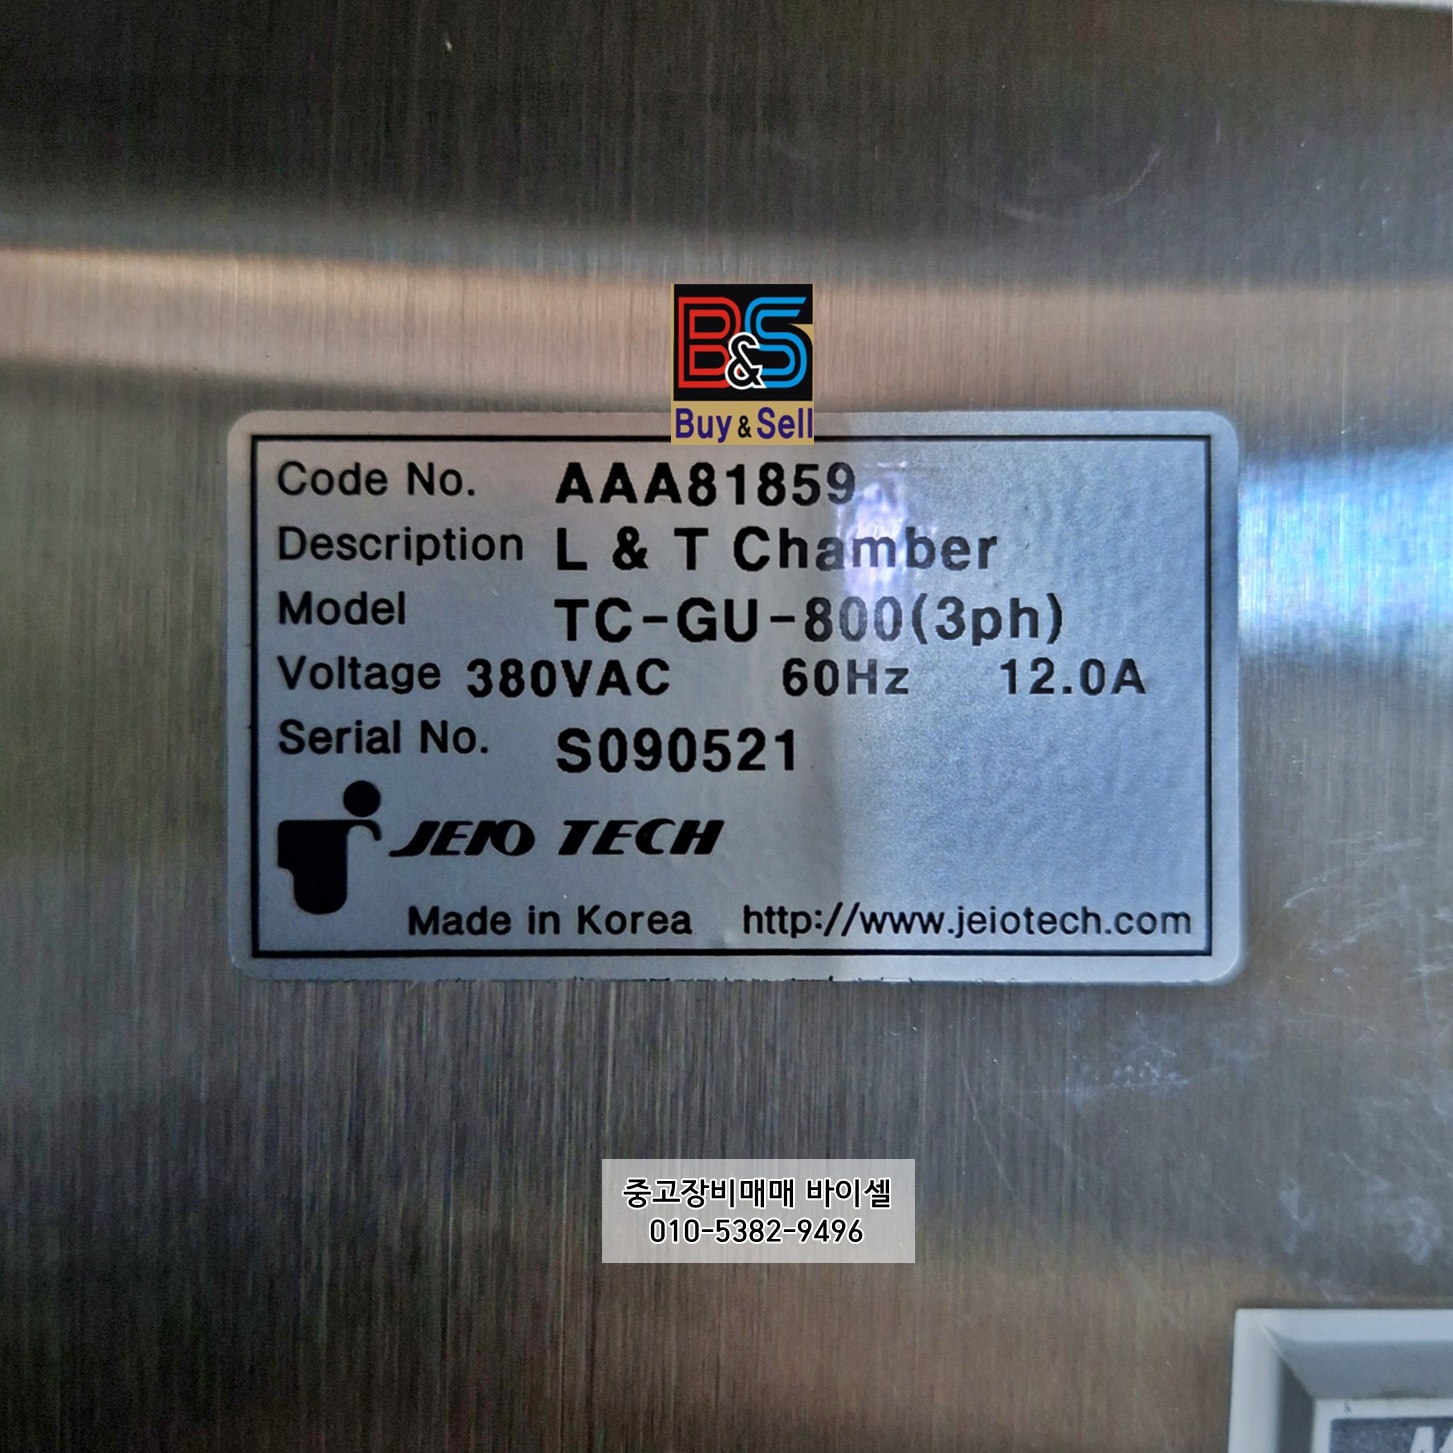 B&S
Buy & Sell
Code No. AAA81859
Description L & T Chamber
Model TC-GU-800(3ph)
Voltage 380VAC 60Hz 12.0A
Serial No. S090521
JEIO TECH
Made in Korea http://www.jeiotech.com
중고장비매매 바이셀
010-5382-9496